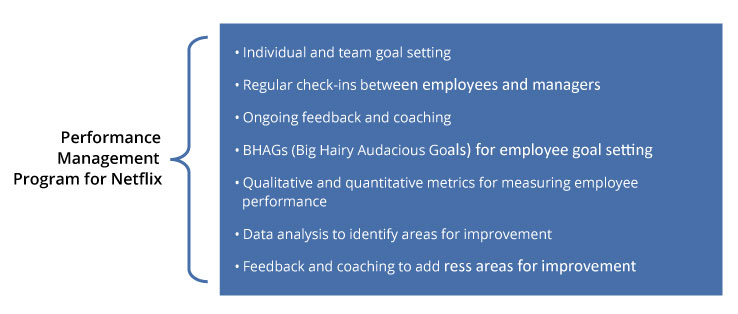 Performance
Management
Program for Netflix
• Individual and team goal setting
• Regular check-ins between employees and managers
• Ongoing feedback and coaching
• BHAGs (Big Hairy Audacious Goals) for employee goal setting
• Qualitative and quantitative metrics for measuring employee
performance
• Data analysis to identify areas for improvement
• Feedback and coaching to add ress areas for improvement